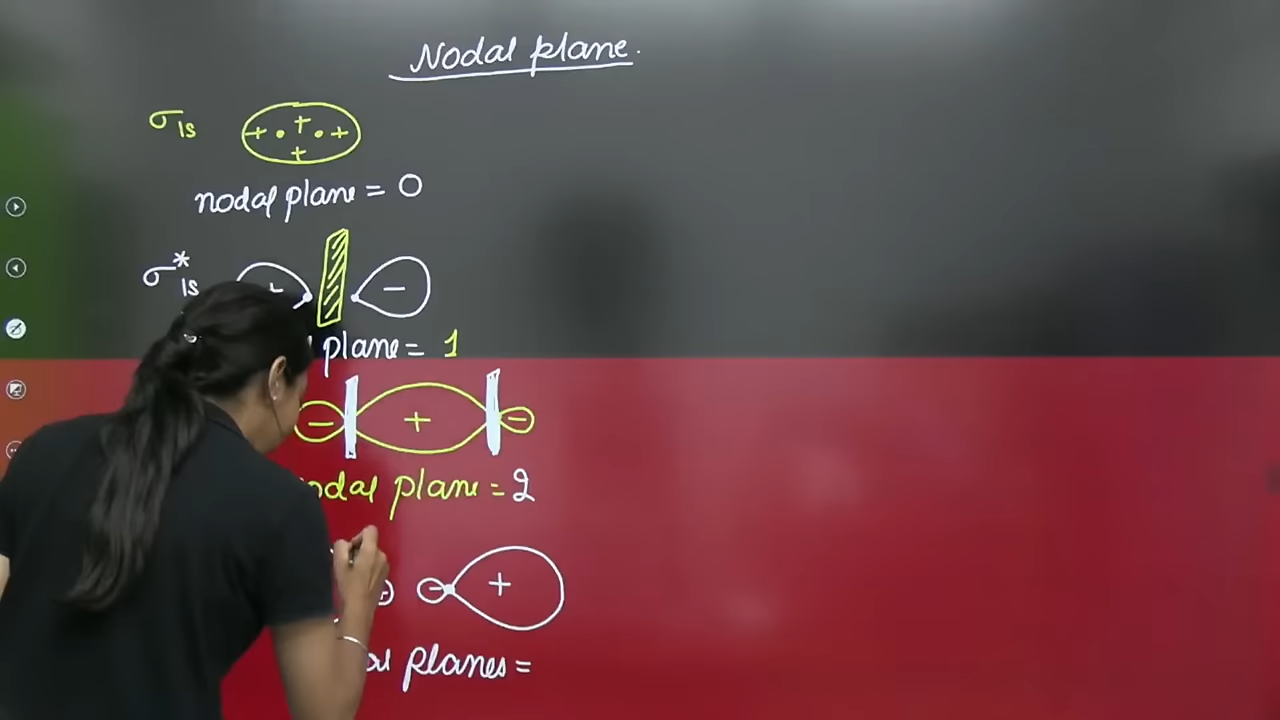 Nodal plane.
σ1s + • + • + +
nodal plane = 0
σ*1s −
plane = 1
− + −
nodal plane = 2
+ − +
planes =